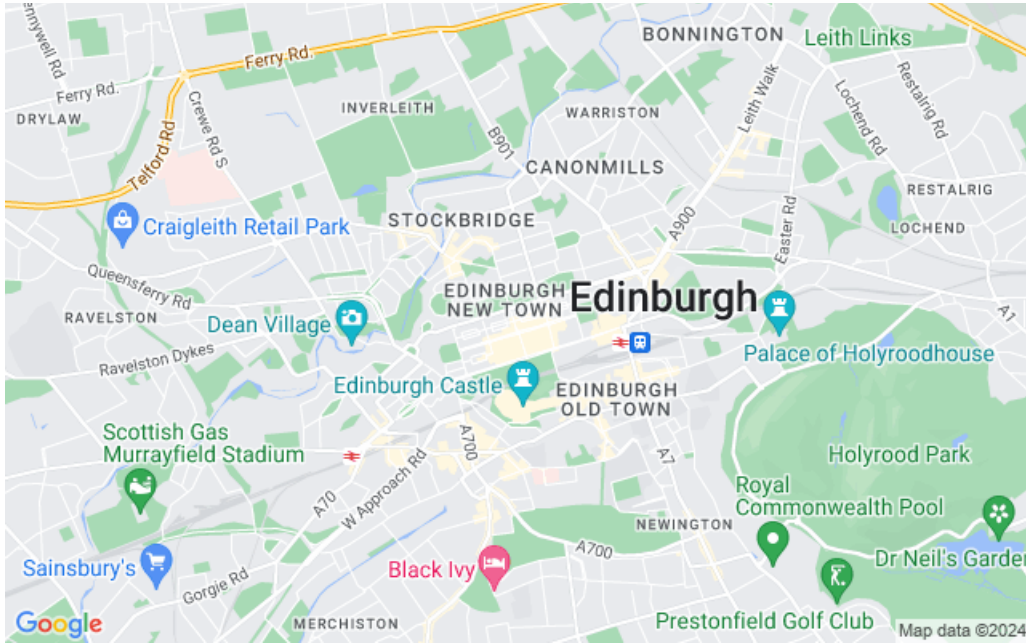 nnywell Rd
Ferry Rd.
BONNINGTON
Leith Links
Ferry Rd.
DRYLAW
Crewe Rd S
Telford Rd
INVERLEITH
B901
WARRISTON
Leith Walk
Lochend Rd
Restalrig Rd
CANONMILLS
RESTALRIG
Craigleith Retail Park
STOCKBRIDGE
A900
Easter Rd
LOCHEND
Queensferry Rd
RAVELSTON
Dean Village
EDINBURGH
NEW TOWN
Edinburgh
A1
Ravelston Dykes
Palace of Holyroodhouse
Edinburgh Castle
EDINBURGH
OLD TOWN
Scottish Gas
Murrayfield Stadium
A700
A7
Holyrood Park
A70
W Approach Rd
Royal
Commonwealth Pool
NEWINGTON
A700
Dr Neil's Garden
Sainsbury's
Gorgie Rd
Black Ivy
MERCHISTON
Prestonfield Golf Club
Google
Map data ©2024